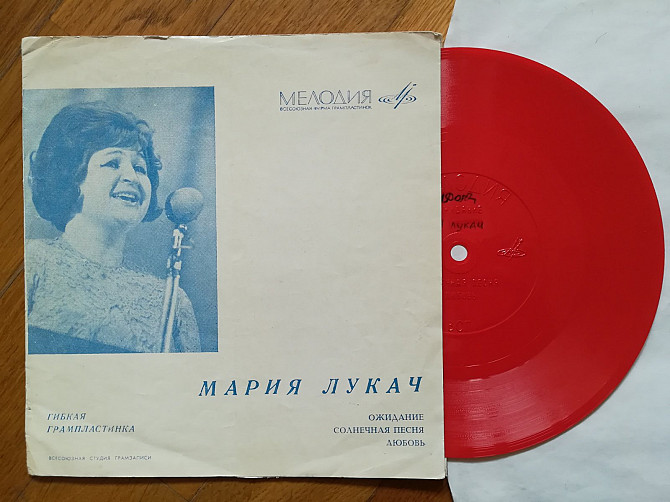 МЕЛОДИЯ
ВСЕСОЮЗНАЯ ФИРМА ГРАМПЛАСТИНОК
МАРИЯ ЛУКАЧ
ГИБКАЯ
ГРАМПЛАСТИНКА
ОЖИДАНИЕ
СОЛНЕЧНАЯ ПЕСНЯ
ЛЮБОВЬ
ВСЕСОЮЗНАЯ СТУДИЯ ГРАМЗАПИСИ
ЛУКАЧ